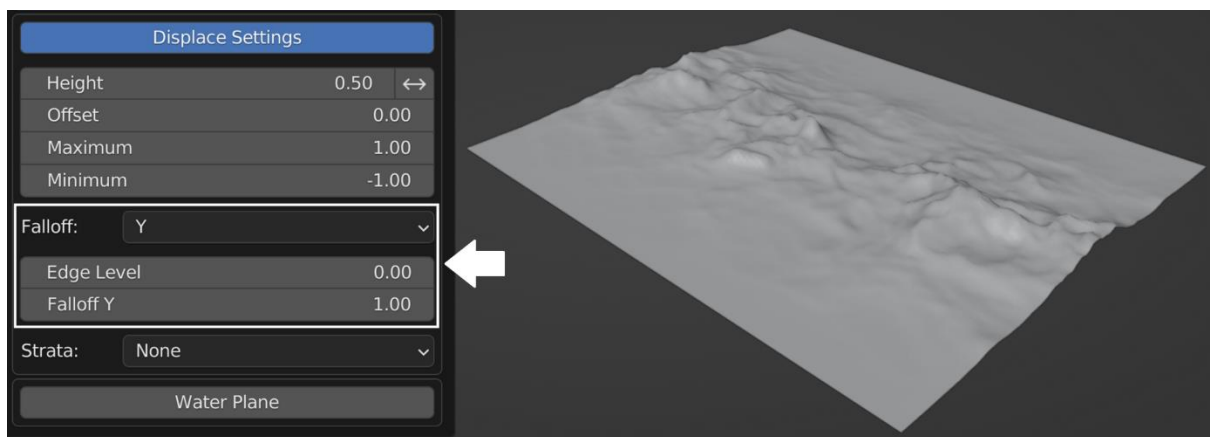 Displace Settings
Height 0.50
Offset 0.00
Maximum 1.00
Minimum -1.00
Falloff: Y
Edge Level 0.00
Falloff Y 1.00
Strata: None
Water Plane